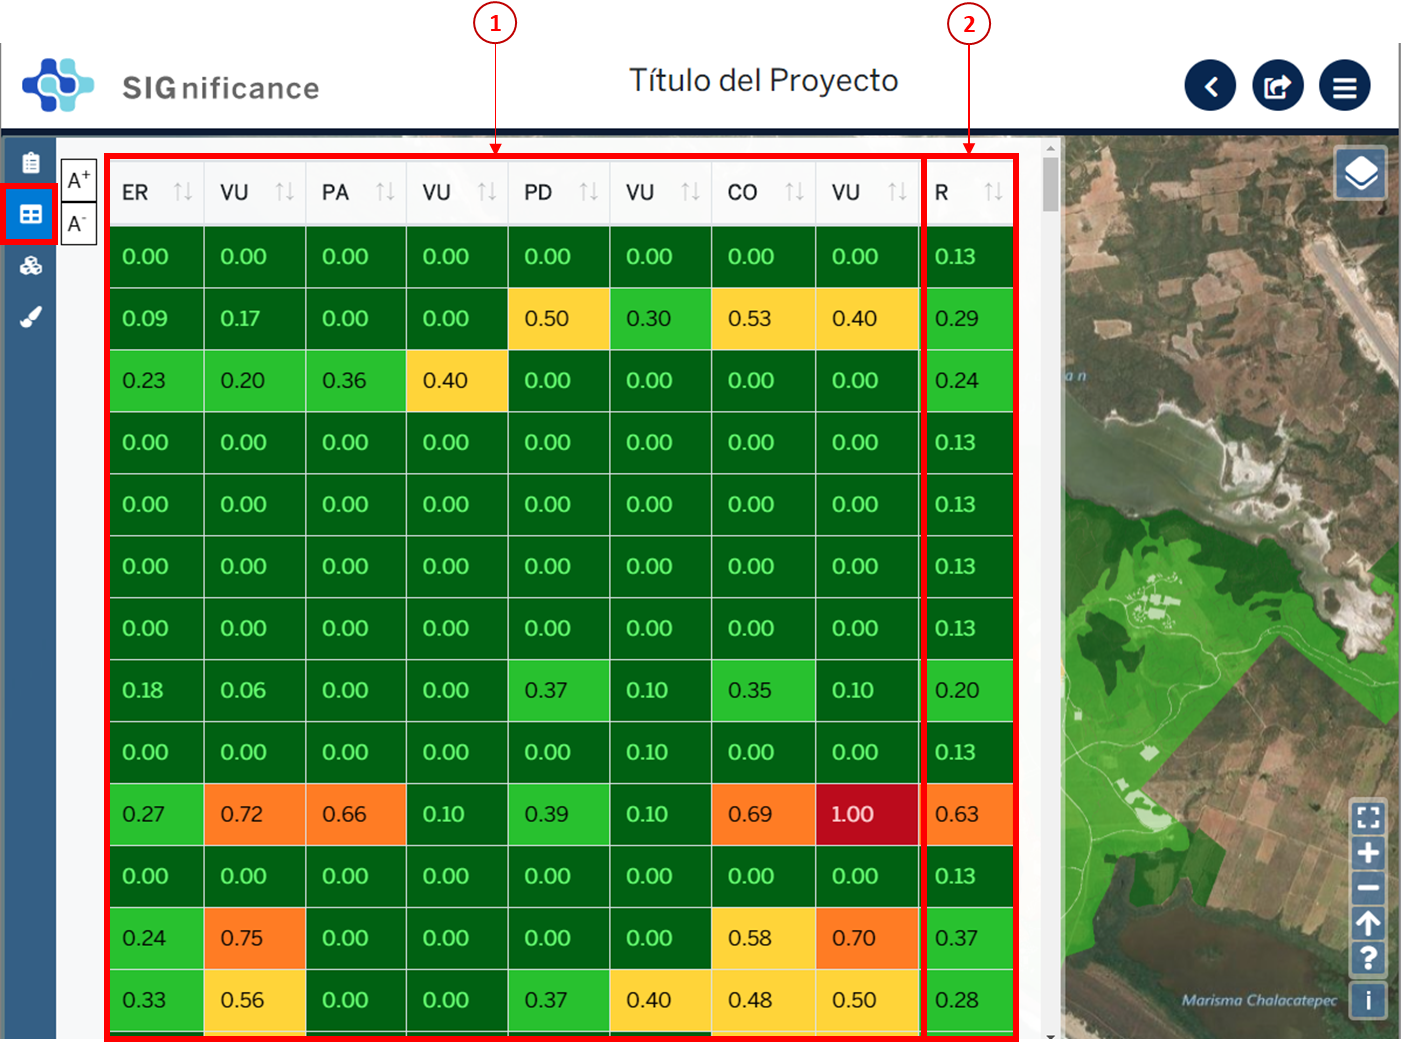 1
2
SIGnificance
Título del Proyecto
A+
A-
ER VU PA VU PD VU CO VU R
0.00 0.00 0.00 0.00 0.00 0.00 0.00 0.00 0.13
0.09 0.17 0.00 0.00 0.50 0.30 0.53 0.40 0.29
0.23 0.20 0.36 0.40 0.00 0.00 0.00 0.00 0.24
0.00 0.00 0.00 0.00 0.00 0.00 0.00 0.00 0.13
0.00 0.00 0.00 0.00 0.00 0.00 0.00 0.00 0.13
0.00 0.00 0.00 0.00 0.00 0.00 0.00 0.00 0.13
0.00 0.00 0.00 0.00 0.00 0.00 0.00 0.00 0.13
0.18 0.06 0.00 0.00 0.37 0.10 0.35 0.10 0.20
0.00 0.00 0.00 0.00 0.00 0.10 0.00 0.00 0.13
0.27 0.72 0.66 0.10 0.39 0.10 0.69 1.00 0.63
0.00 0.00 0.00 0.00 0.00 0.00 0.00 0.00 0.13
0.24 0.75 0.00 0.00 0.00 0.00 0.58 0.70 0.37
0.33 0.56 0.00 0.00 0.37 0.40 0.48 0.50 0.28
an
Marisma Chalacatepec
?
i